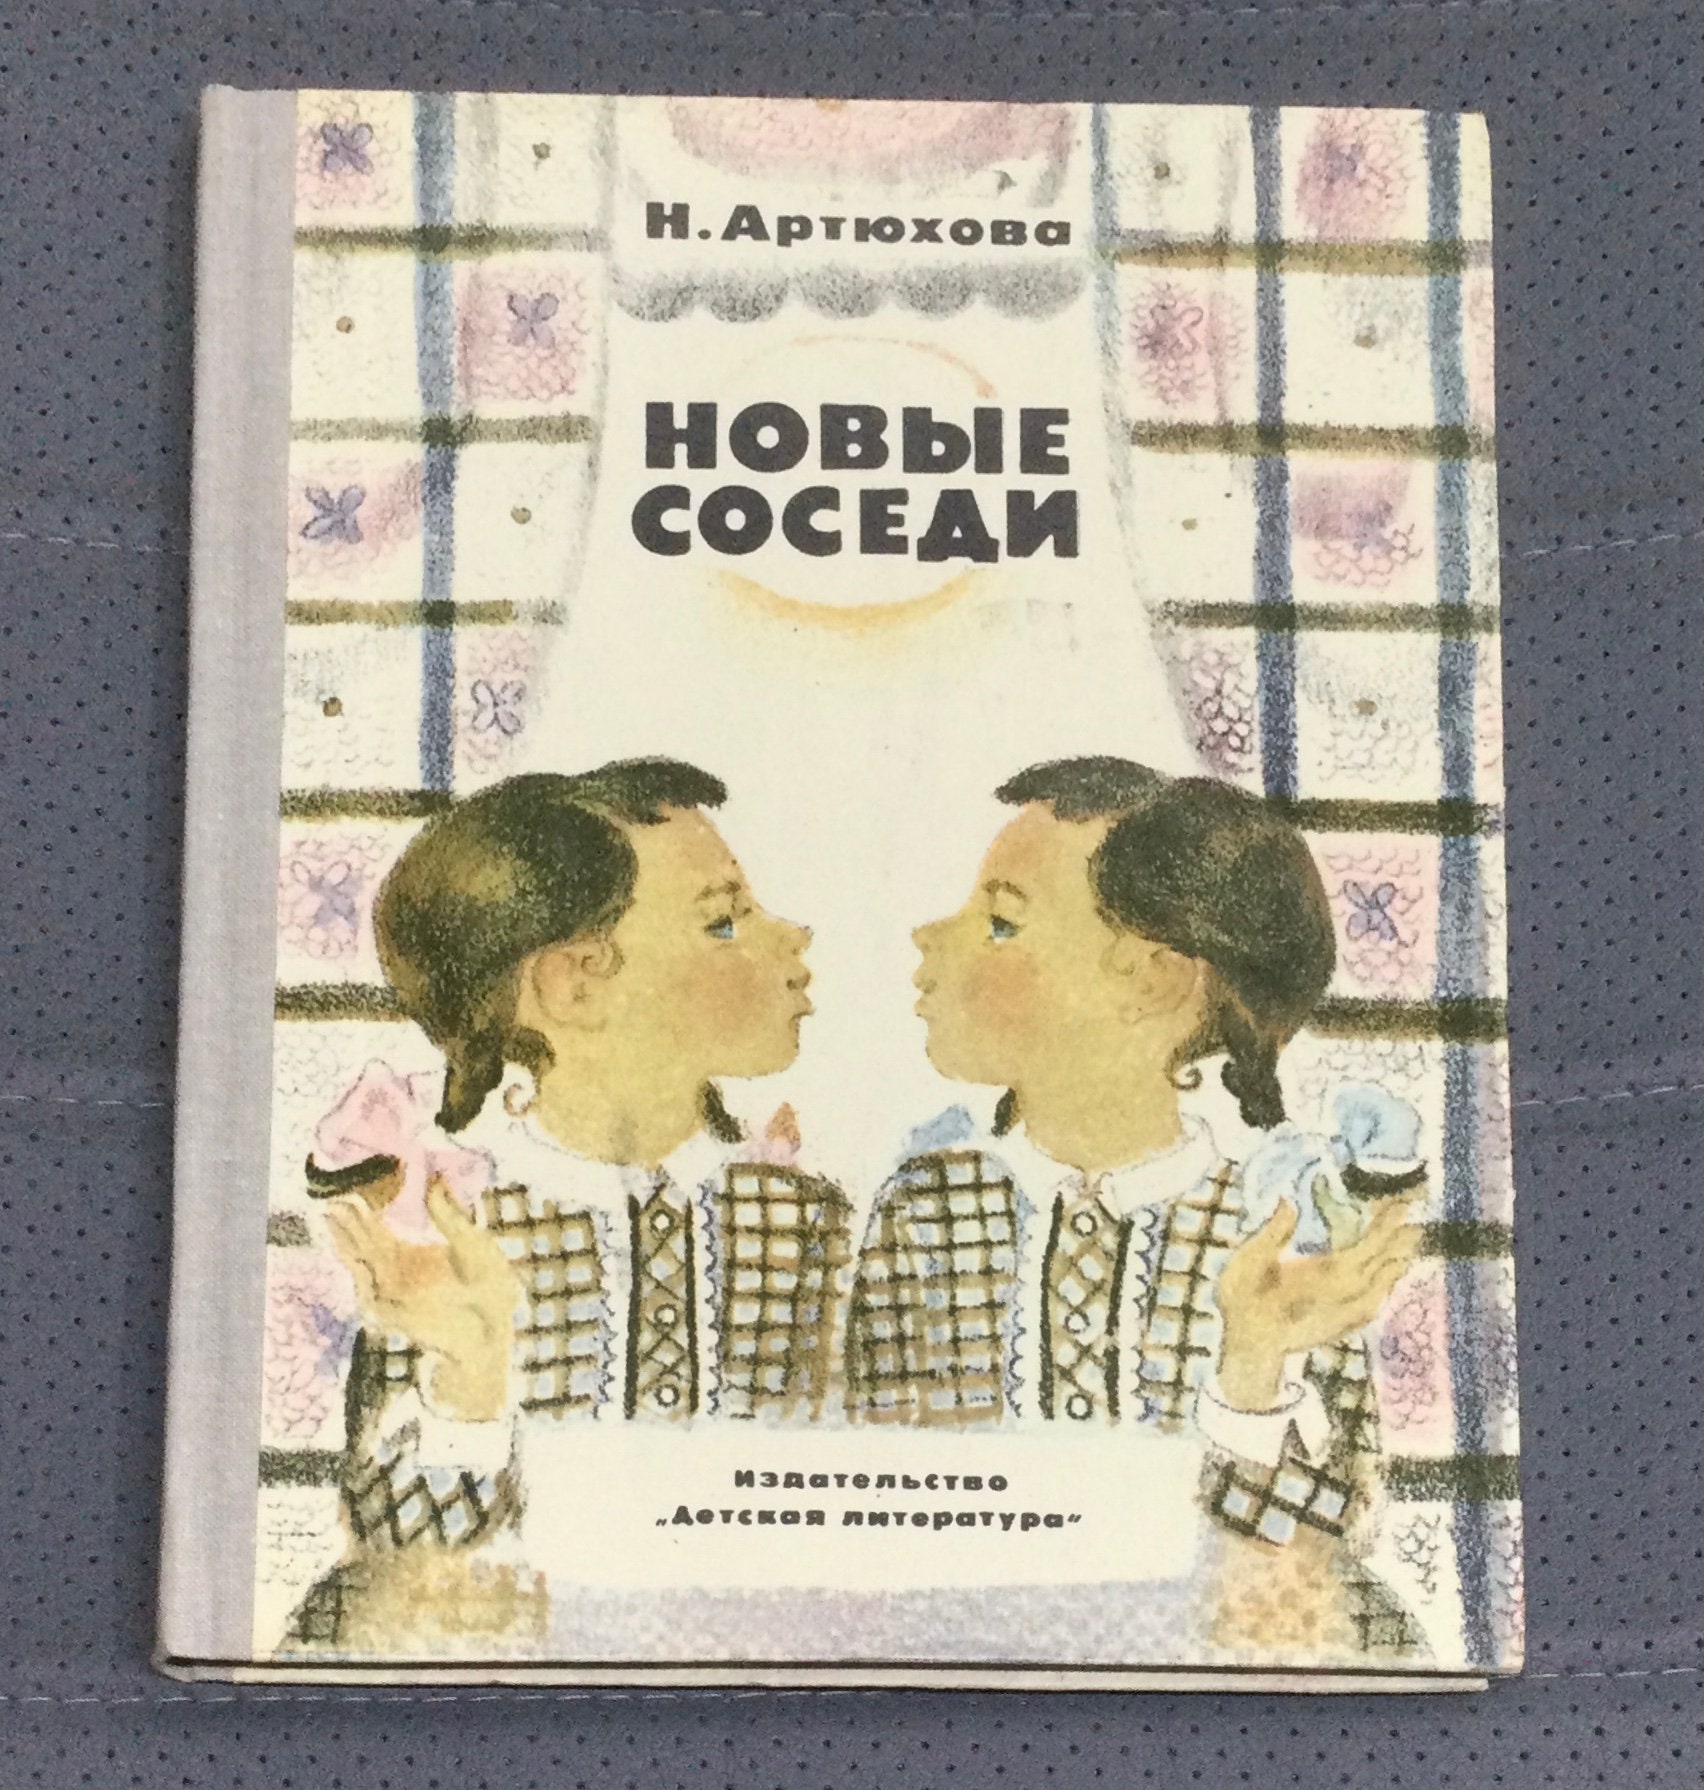 Н. Артюхова
НОВЫЕ
СОСЕДИ
Издательство
„Детская литература“